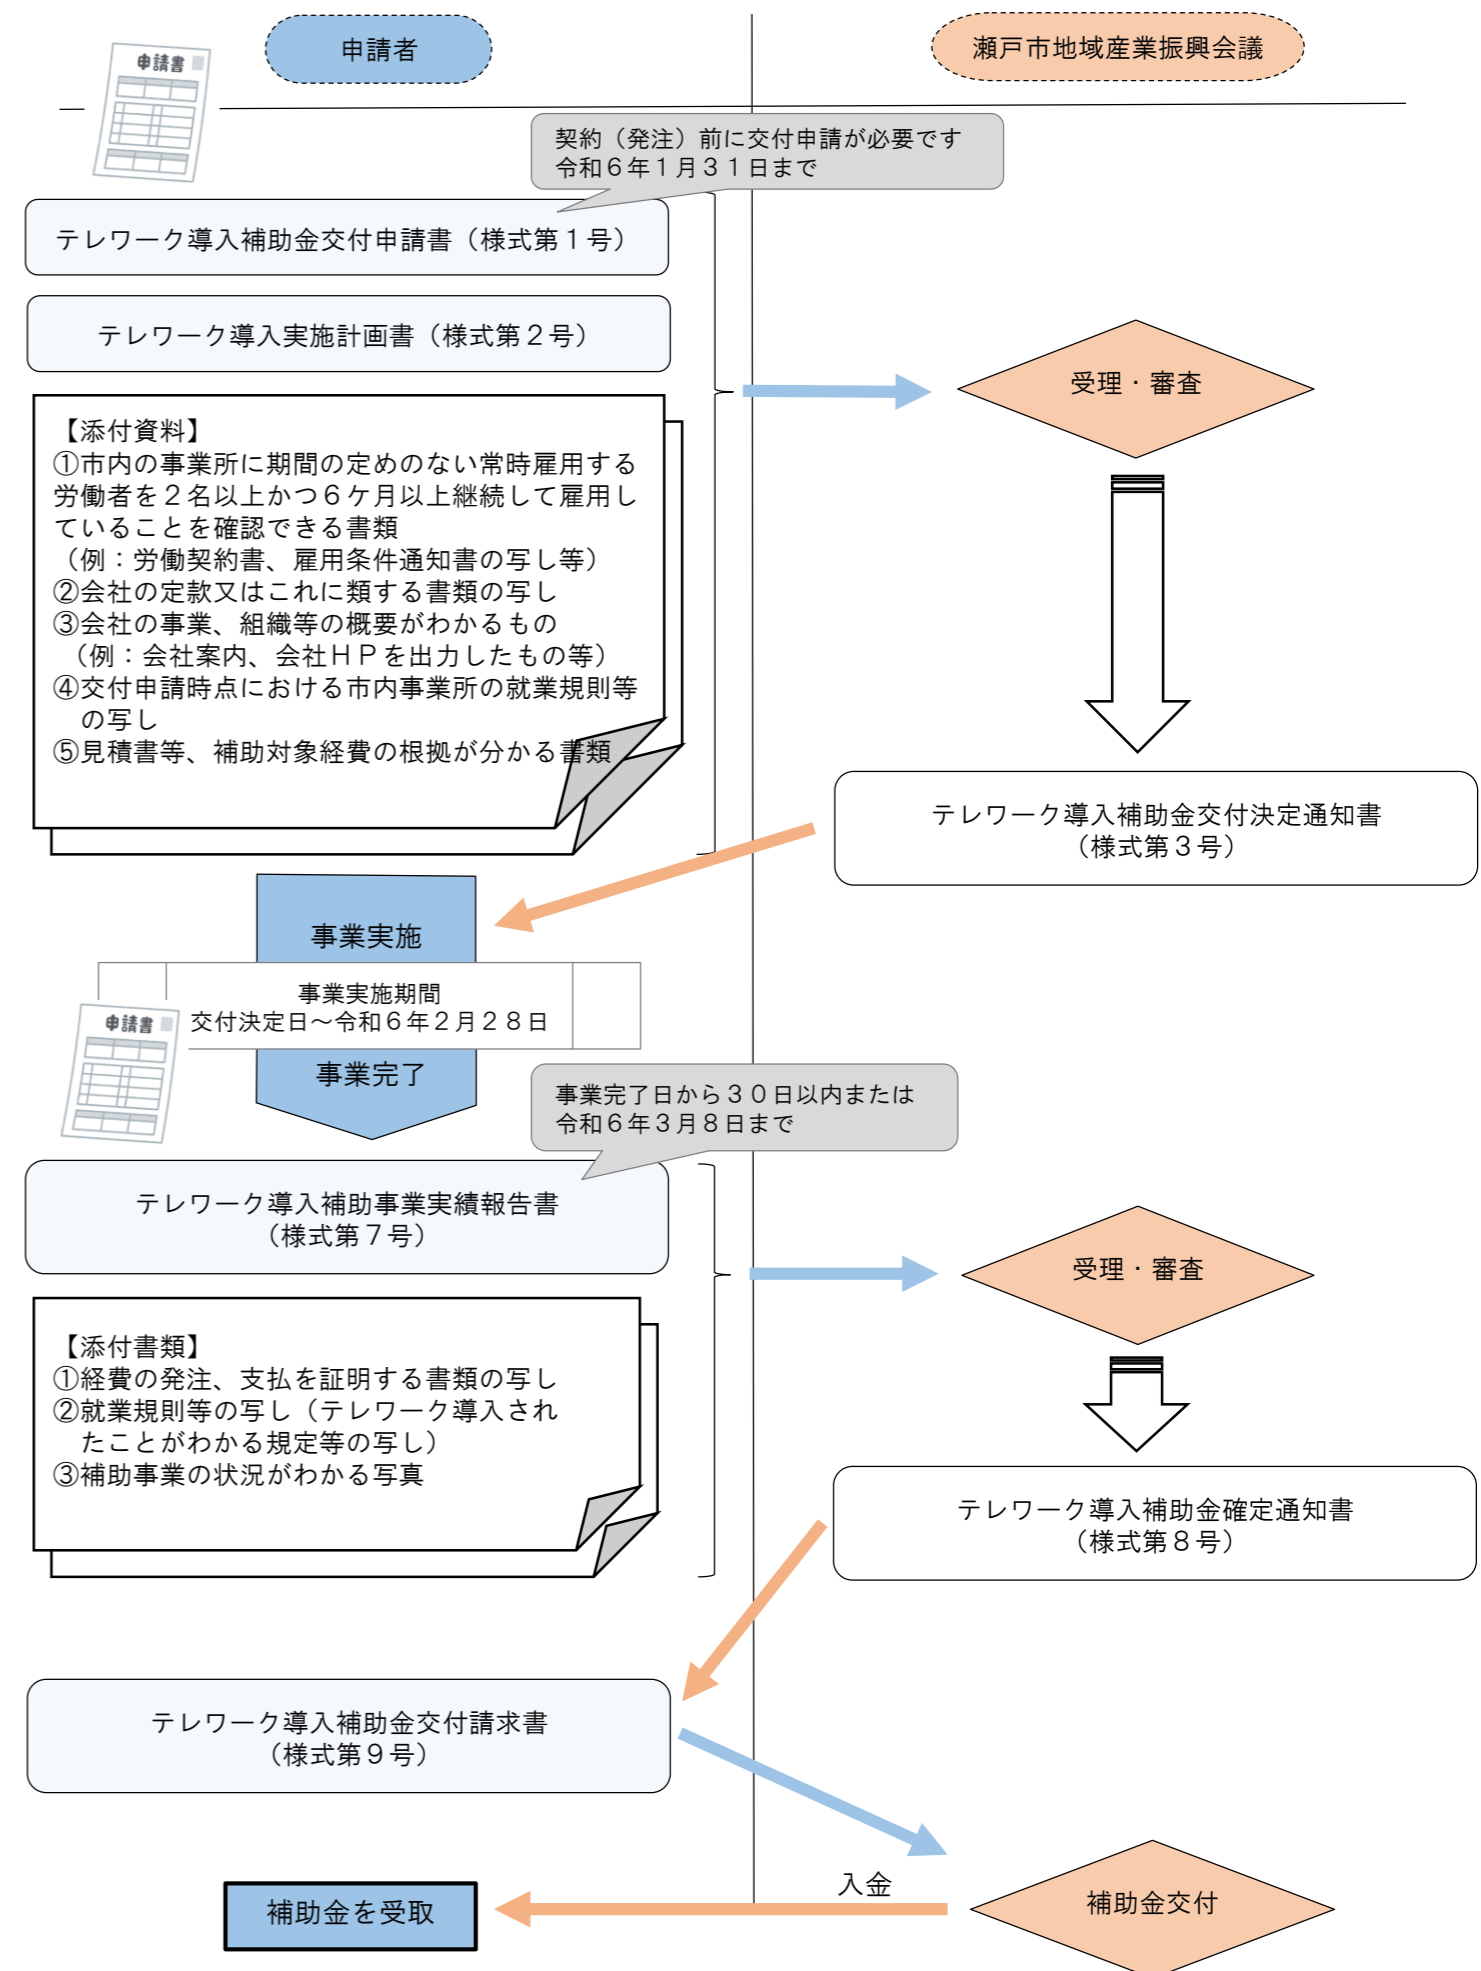 申請書
申請者
瀬戸市地域産業振興会議
契約（発注）前に交付申請が必要です
令和６年１月３１日まで
テレワーク導入補助金交付申請書（様式第１号）
テレワーク導入実施計画書（様式第２号）
受理・審査
【添付資料】
①市内の事業所に期間の定めのない常時雇用する
労働者を２名以上かつ６ケ月以上継続して雇用し
ていることを確認できる書類
（例：労働契約書、雇用条件通知書の写し等）
②会社の定款又はこれに類する書類の写し
③会社の事業、組織等の概要がわかるもの
（例：会社案内、会社ＨＰを出力したもの等）
④交付申請時点における市内事業所の就業規則等
の写し
⑤見積書等、補助対象経費の根拠が分かる書類
テレワーク導入補助金交付決定通知書
（様式第３号）
事業実施
事業実施期間
交付決定日～令和６年２月２８日
申請書
事業完了
事業完了日から３０日以内または
令和６年３月８日まで
テレワーク導入補助事業実績報告書
（様式第７号）
受理・審査
【添付書類】
①経費の発注、支払を証明する書類の写し
②就業規則等の写し（テレワーク導入され
たことがわかる規定等の写し）
③補助事業の状況がわかる写真
テレワーク導入補助金確定通知書
（様式第８号）
テレワーク導入補助金交付請求書
（様式第９号）
入金
補助金を受取
補助金交付